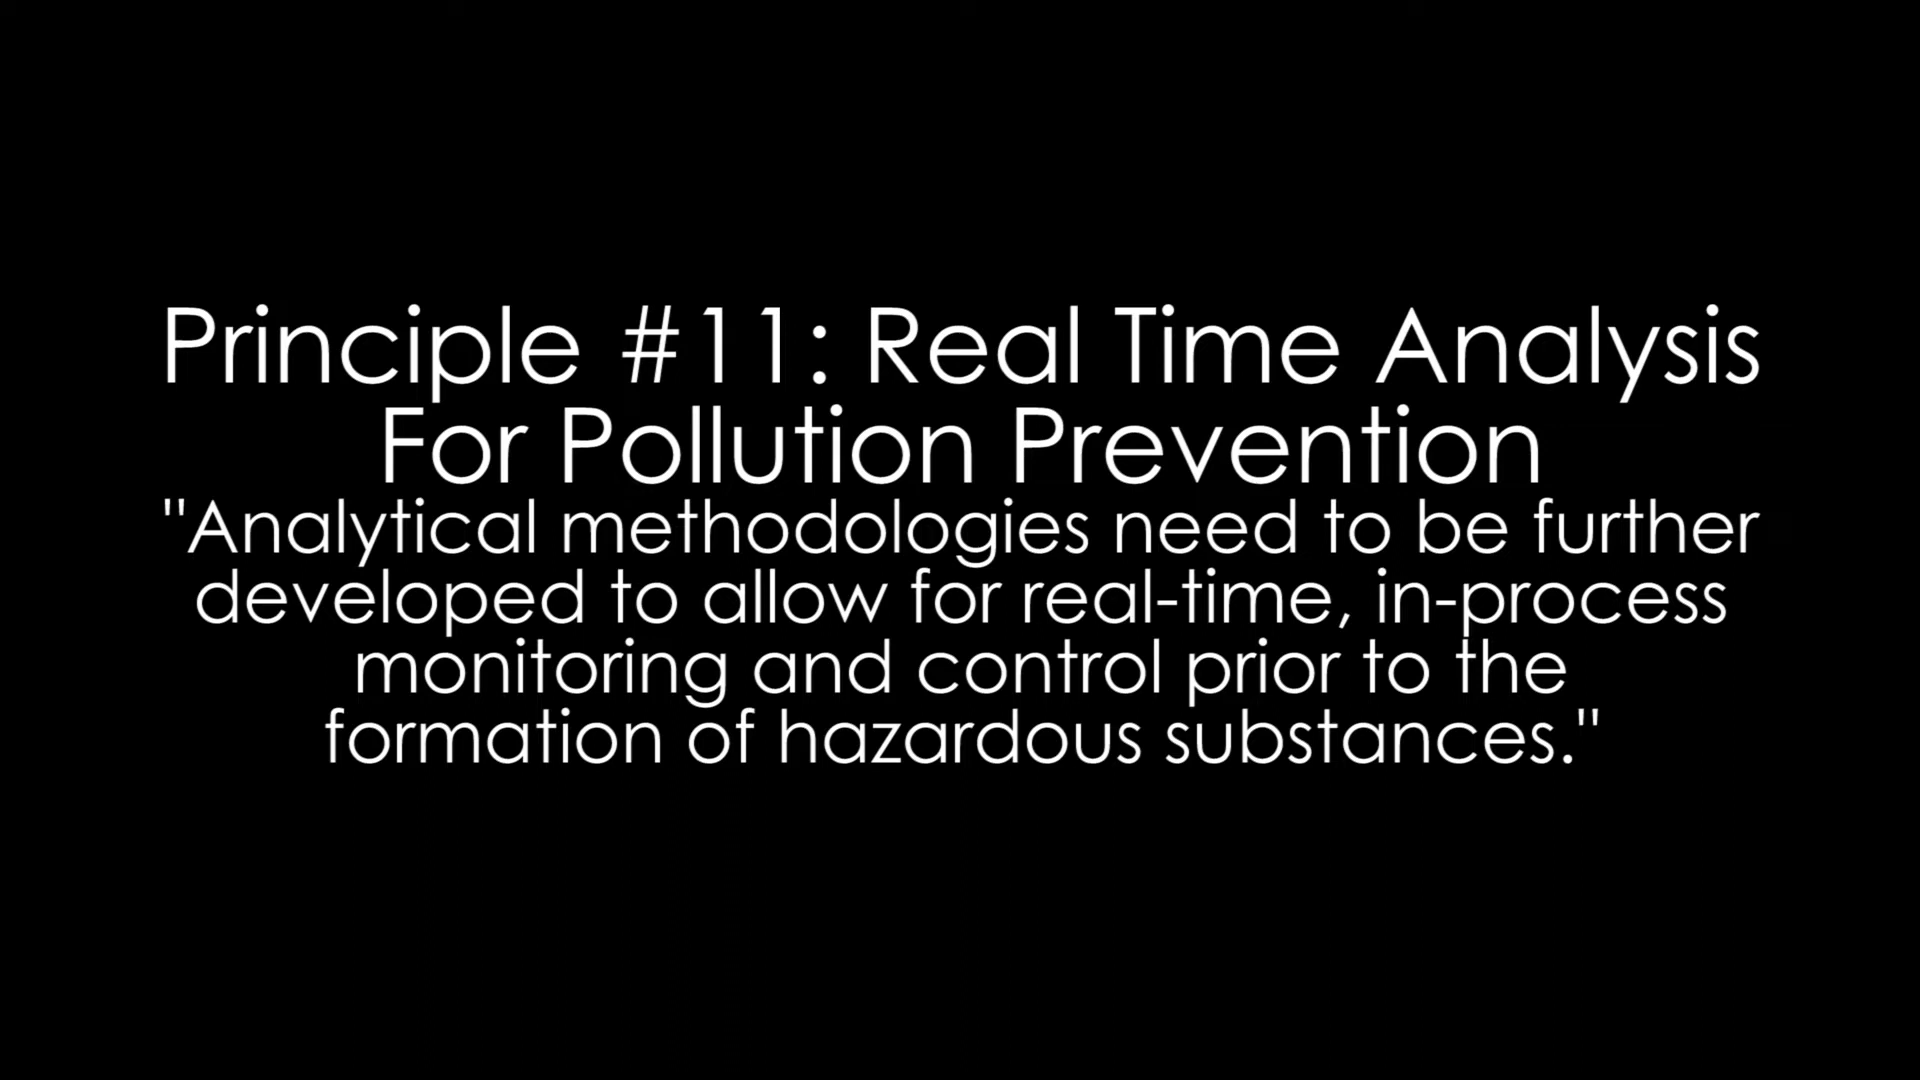 Principle #11: Real Time Analysis
For Pollution Prevention
"Analytical methodologies need to be further
developed to allow for real-time, in-process
monitoring and control prior to the
formation of hazardous substances."